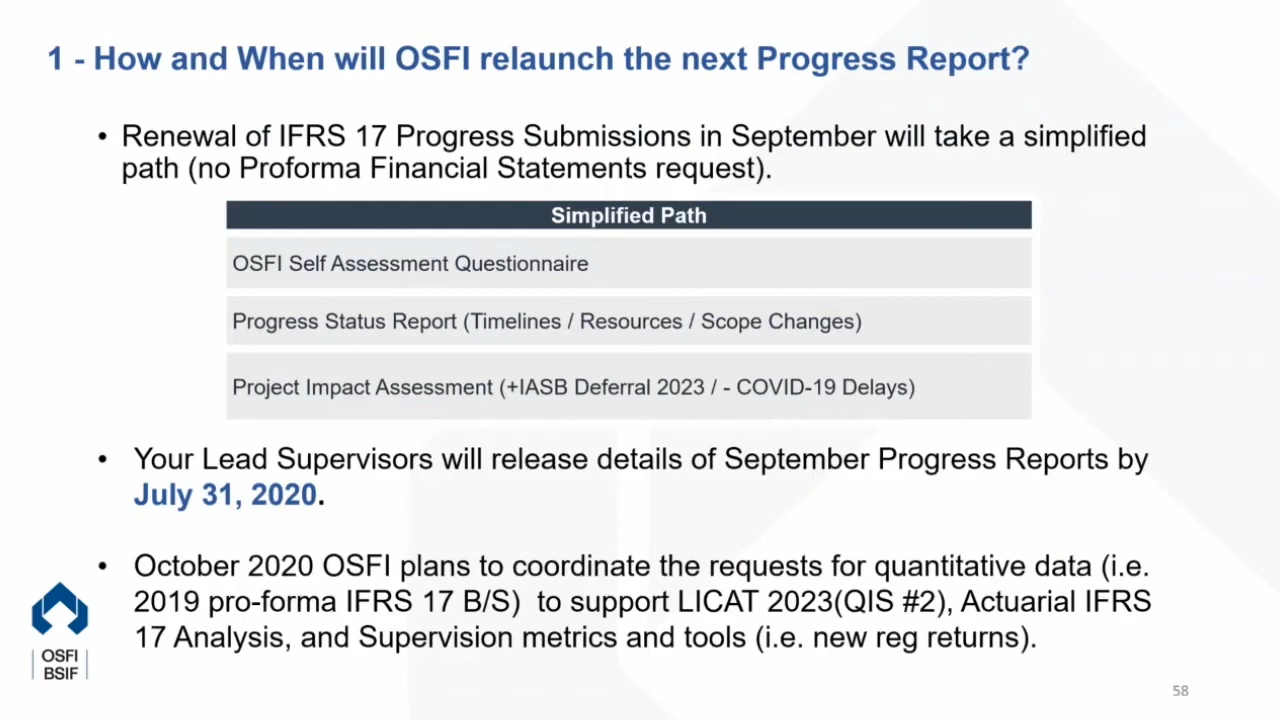 1 - How and When will OSFI relaunch the next Progress Report?
• Renewal of IFRS 17 Progress Submissions in September will take a simplified
path (no Proforma Financial Statements request).
Simplified Path
OSFI Self Assessment Questionnaire
Progress Status Report (Timelines / Resources / Scope Changes)
Project Impact Assessment (+IASB Deferral 2023 / - COVID-19 Delays)
• Your Lead Supervisors will release details of September Progress Reports by
July 31, 2020.
• October 2020 OSFI plans to coordinate the requests for quantitative data (i.e.
2019 pro-forma IFRS 17 B/S) to support LICAT 2023(QIS #2), Actuarial IFRS
17 Analysis, and Supervision metrics and tools (i.e. new reg returns).
OSFI
BSIF
58